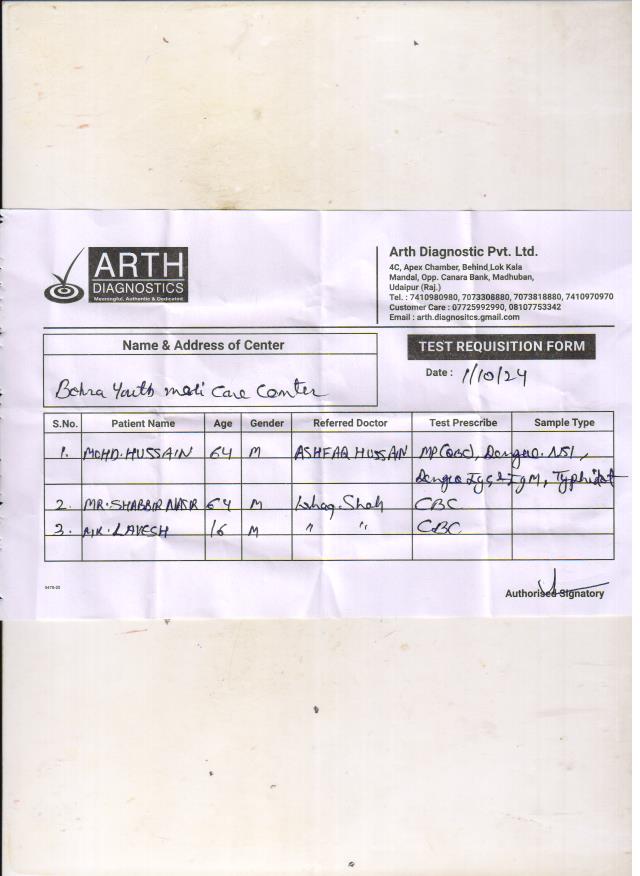 ARTH
DIAGNOSTICS
Meaningful, Authentic & Dedicated.
Arth Diagnostic Pvt. Ltd.
4C, Apex Chamber, Behind Lok Kala
Mandal, Opp. Canara Bank, Madhuban,
Udaipur (Raj.)
Tel. : 7410980980, 7073308880, 7073818880, 7410970970
Customer Care : 07725992990, 08107753342
Email : arth.diagnositcs.gmail.com
Name & Address of Center
TEST REQUISITION FORM
Date : 1/10/24
Bohra Youth medi Care Center
S.No. Patient Name Age Gender Referred Doctor Test Prescribe Sample Type
1. MOHD. HUSSAIN 64 M ASHFAQ HUSSAIN MP(QBC), Dengue NS1,
Dengue IgG & IgM, Typhidot
2. MR. SHABBIR NASIR 64 M Ishaq. Shah CBC
3. MR. LAVESH 16 M " " CBC
Authorised Signatory